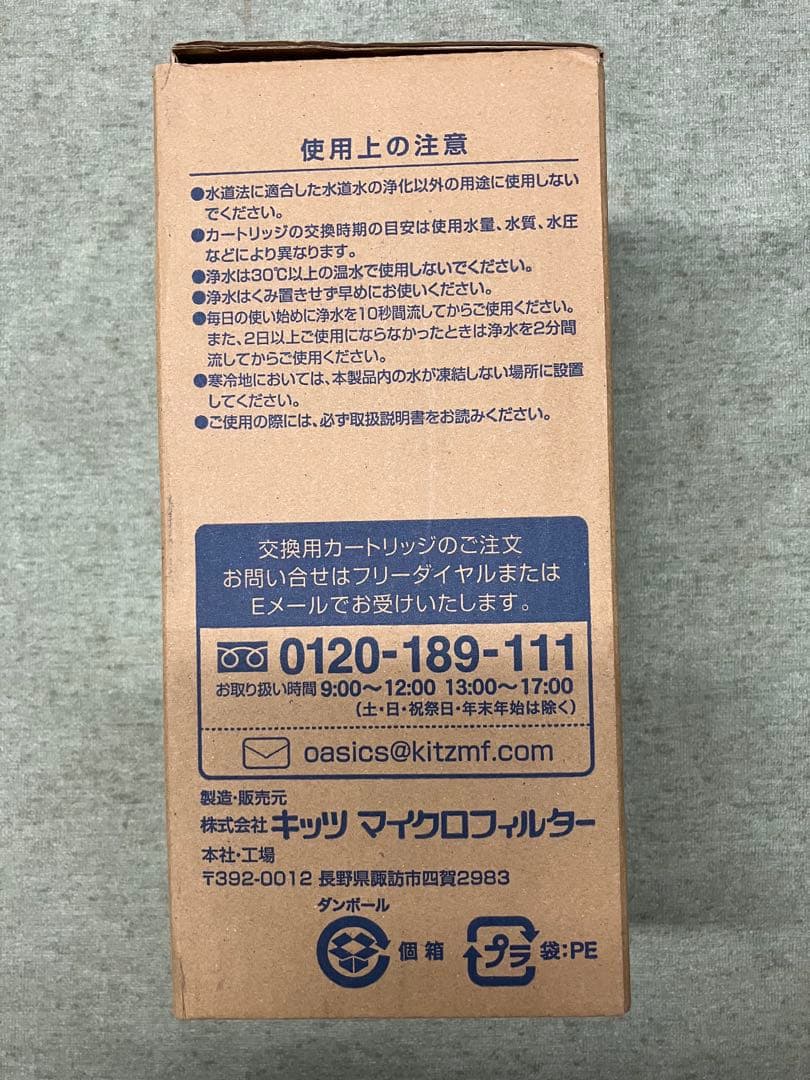 使用上の注意
●水道法に適合した水道水の浄化以外の用途に使用しない
でください。
●カートリッジの交換時期の目安は使用水量、水質、水圧
などにより異なります。
●浄水は30℃以上の温水で使用しないでください。
●浄水はくみ置きせず早めにお使いください。
●毎日の使い始めに浄水を10秒間流してからご使用ください。
また、2日以上ご使用にならなかったときは浄水を2分間
流してからご使用ください。
●寒冷地においては、本製品内の水が凍結しない場所に設置
してください。
●ご使用の際には、必ず取扱説明書をお読みください。
交換用カートリッジのご注文
お問い合せはフリーダイヤルまたは
Eメールでお受けいたします。
0120-189-111
お取り扱い時間 9:00〜12:00 13:00〜17:00
(土・日・祝祭日・年末年始は除く)
oasics@kitzmf.com
製造・販売元
株式会社 キッツ マイクロフィルター
本社・工場
〒392-0012 長野県諏訪市四賀2983
ダンボール
個箱 プラ 袋:PE